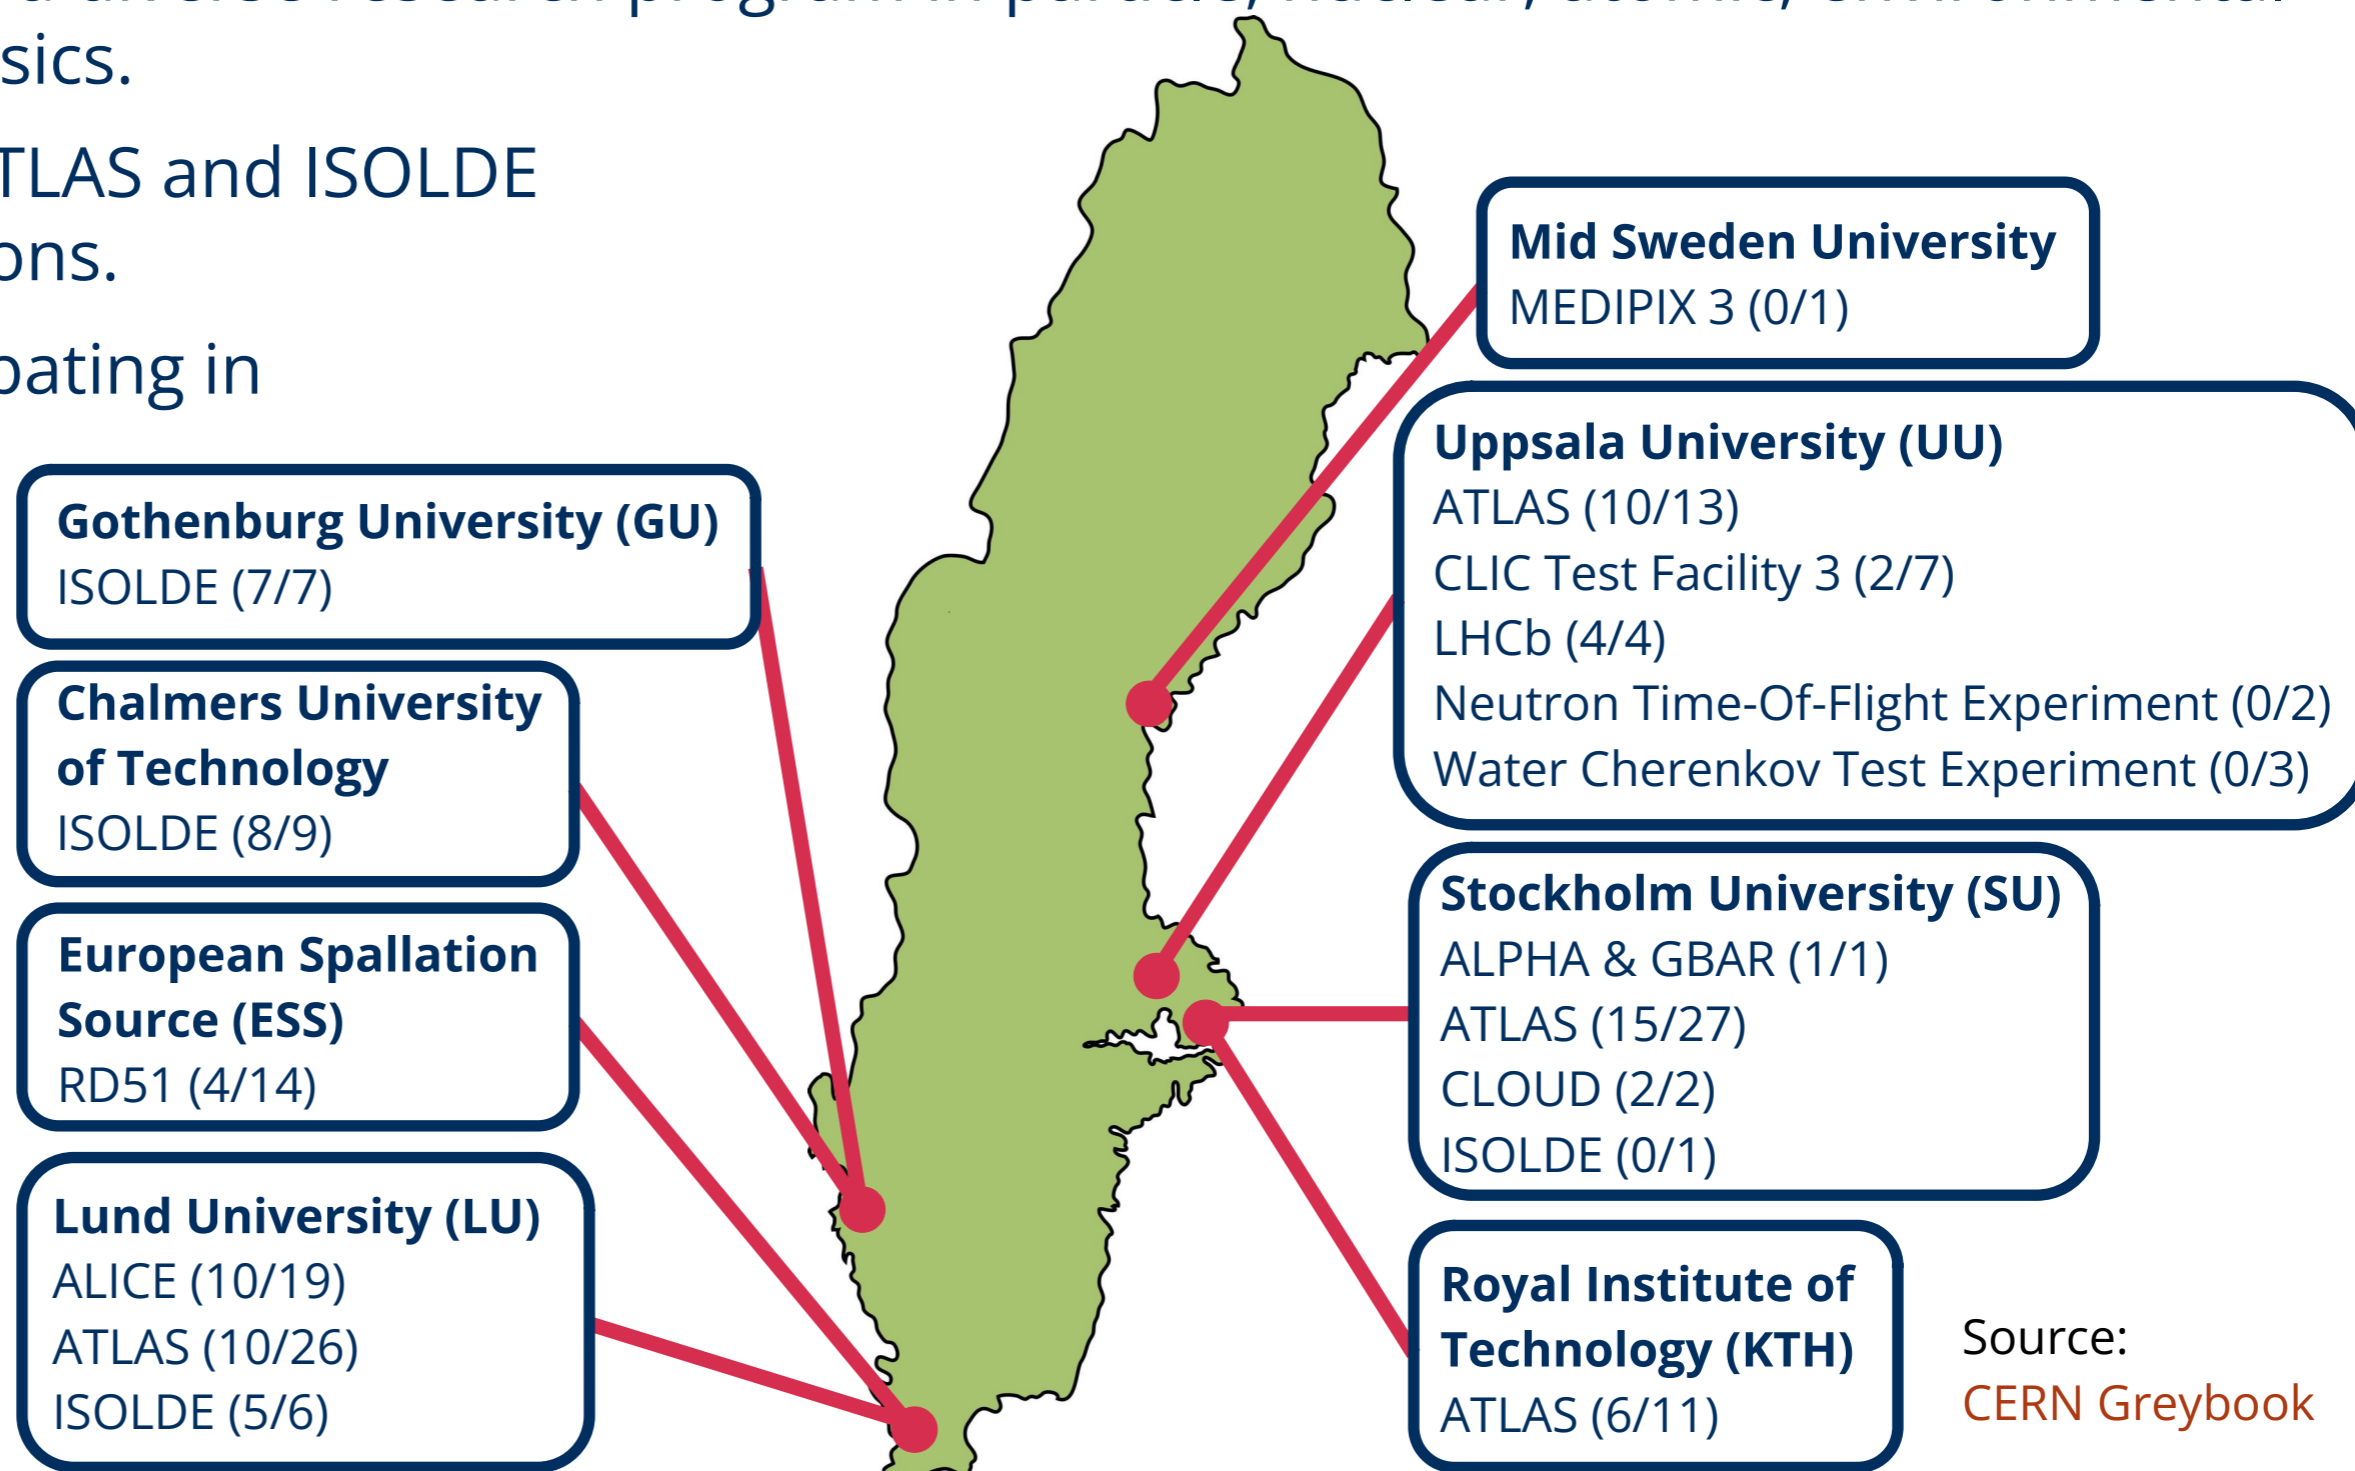 sics.
TLAS and ISOLDE
ons.
pating in
Gothenburg University (GU)
ISOLDE (7/7)
Chalmers University
of Technology
ISOLDE (8/9)
European Spallation
Source (ESS)
RD51 (4/14)
Lund University (LU)
ALICE (10/19)
ATLAS (10/26)
ISOLDE (5/6)
Mid Sweden University
MEDIPIX 3 (0/1)
Uppsala University (UU)
ATLAS (10/13)
CLIC Test Facility 3 (2/7)
LHCb (4/4)
Neutron Time-Of-Flight Experiment (0/2)
Water Cherenkov Test Experiment (0/3)
Stockholm University (SU)
ALPHA & GBAR (1/1)
ATLAS (15/27)
CLOUD (2/2)
ISOLDE (0/1)
Royal Institute of
Technology (KTH)
ATLAS (6/11)
Source:
CERN Greybook